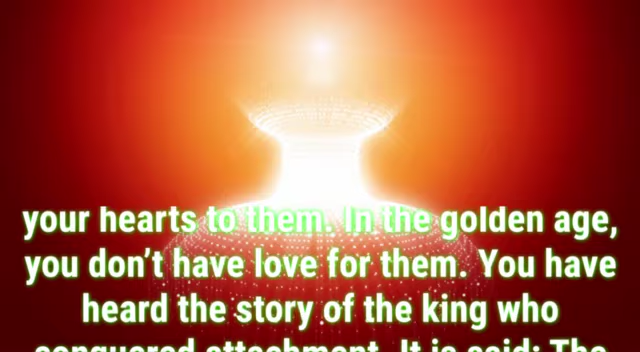 your hearts to them. In the golden age,
you don’t have love for them. You have
heard the story of the king who
conquered attachment. It is said: The